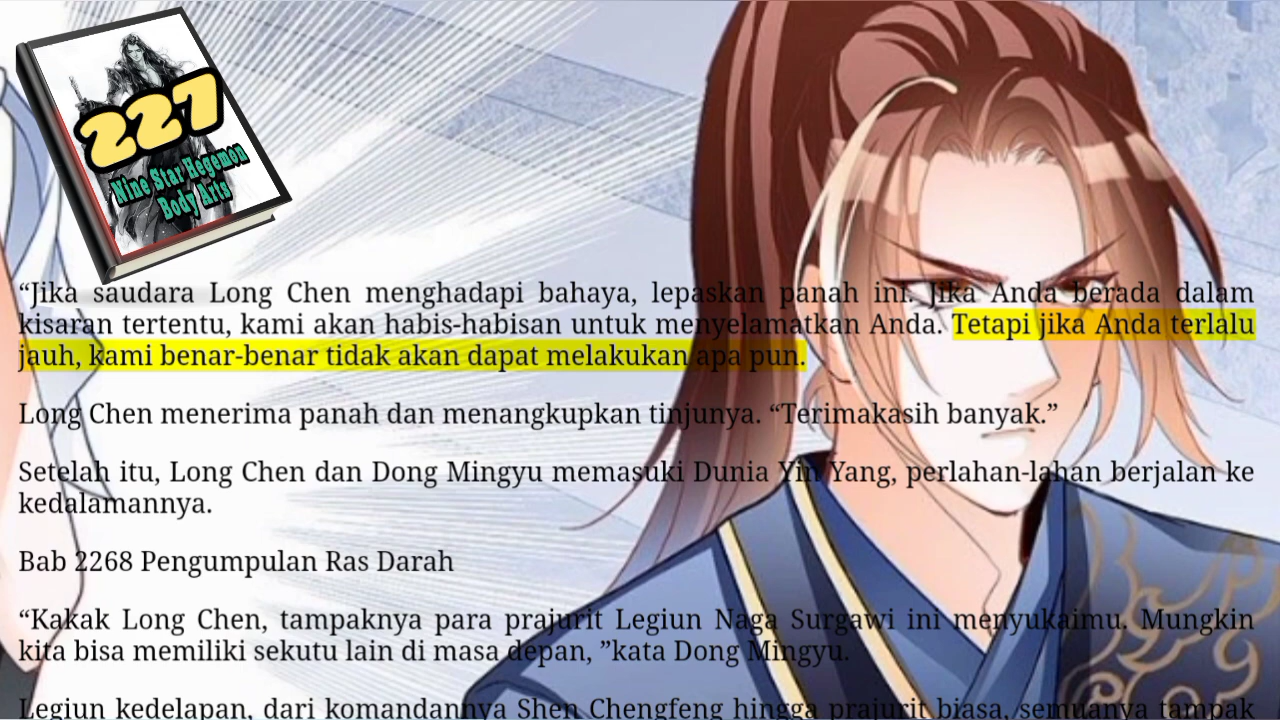 227
Nine Star Hegemon
Body Arts
“Jika saudara Long Chen menghadapi bahaya, lepaskan panah ini. Jika Anda berada dalam
kisaran tertentu, kami akan habis-habisan untuk menyelamatkan Anda. Tetapi jika Anda terlalu
jauh, kami benar-benar tidak akan dapat melakukan apa pun.
Long Chen menerima panah dan menangkupkan tinjunya. “Terimakasih banyak.”
Setelah itu, Long Chen dan Dong Mingyu memasuki Dunia Yin Yang, perlahan-lahan berjalan ke
kedalamannya.
Bab 2268 Pengumpulan Ras Darah
“Kakak Long Chen, tampaknya para prajurit Legiun Naga Surgawi ini menyukaimu. Mungkin
kita bisa memiliki sekutu lain di masa depan, ”kata Dong Mingyu.
Legiun kedelapan, dari komandannya Shen Chengfeng hingga prajurit biasa, semuanya tampak